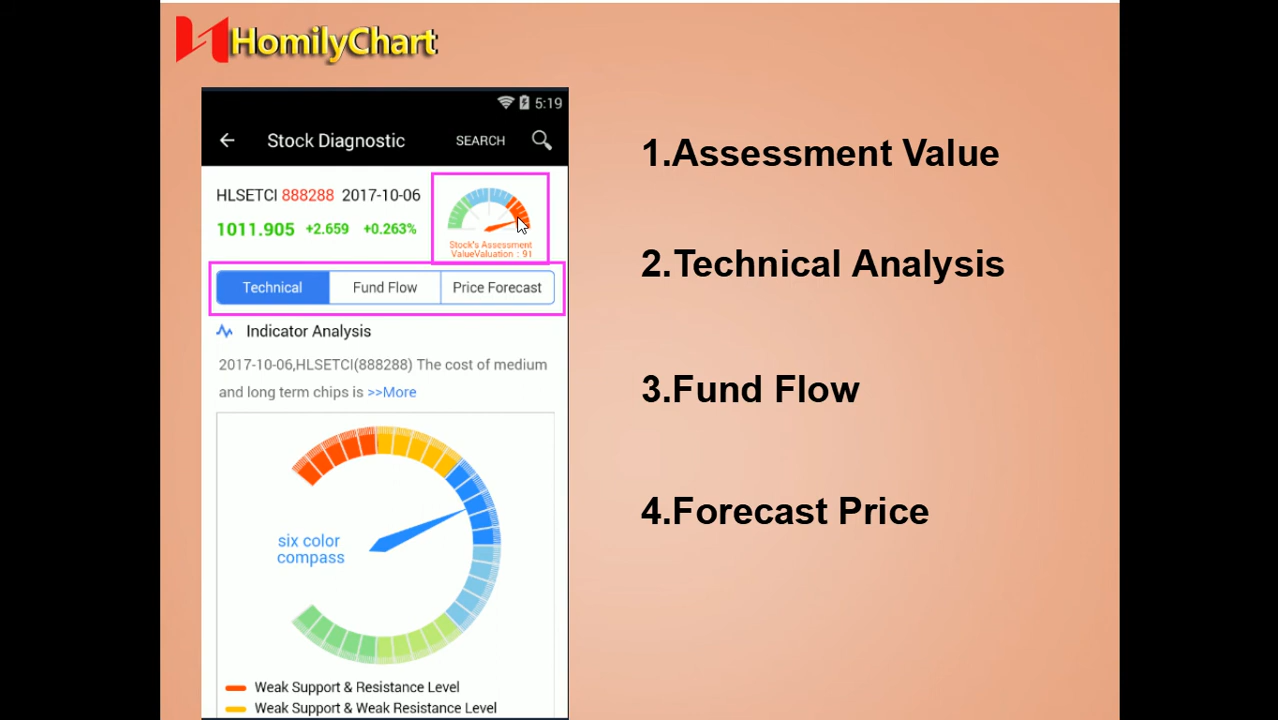 HomilyChart
5:19
Stock Diagnostic SEARCH
HLSETCI 888288 2017-10-06
1011.905 +2.659 +0.263%
Stock's Assessment
ValueValuation : 91
Technical Fund Flow Price Forecast
Indicator Analysis
2017-10-06,HLSETCI(888288) The cost of medium
and long term chips is >>More
six color
compass
Weak Support & Resistance Level
Weak Support & Weak Resistance Level
1.Assessment Value
2.Technical Analysis
3.Fund Flow
4.Forecast Price